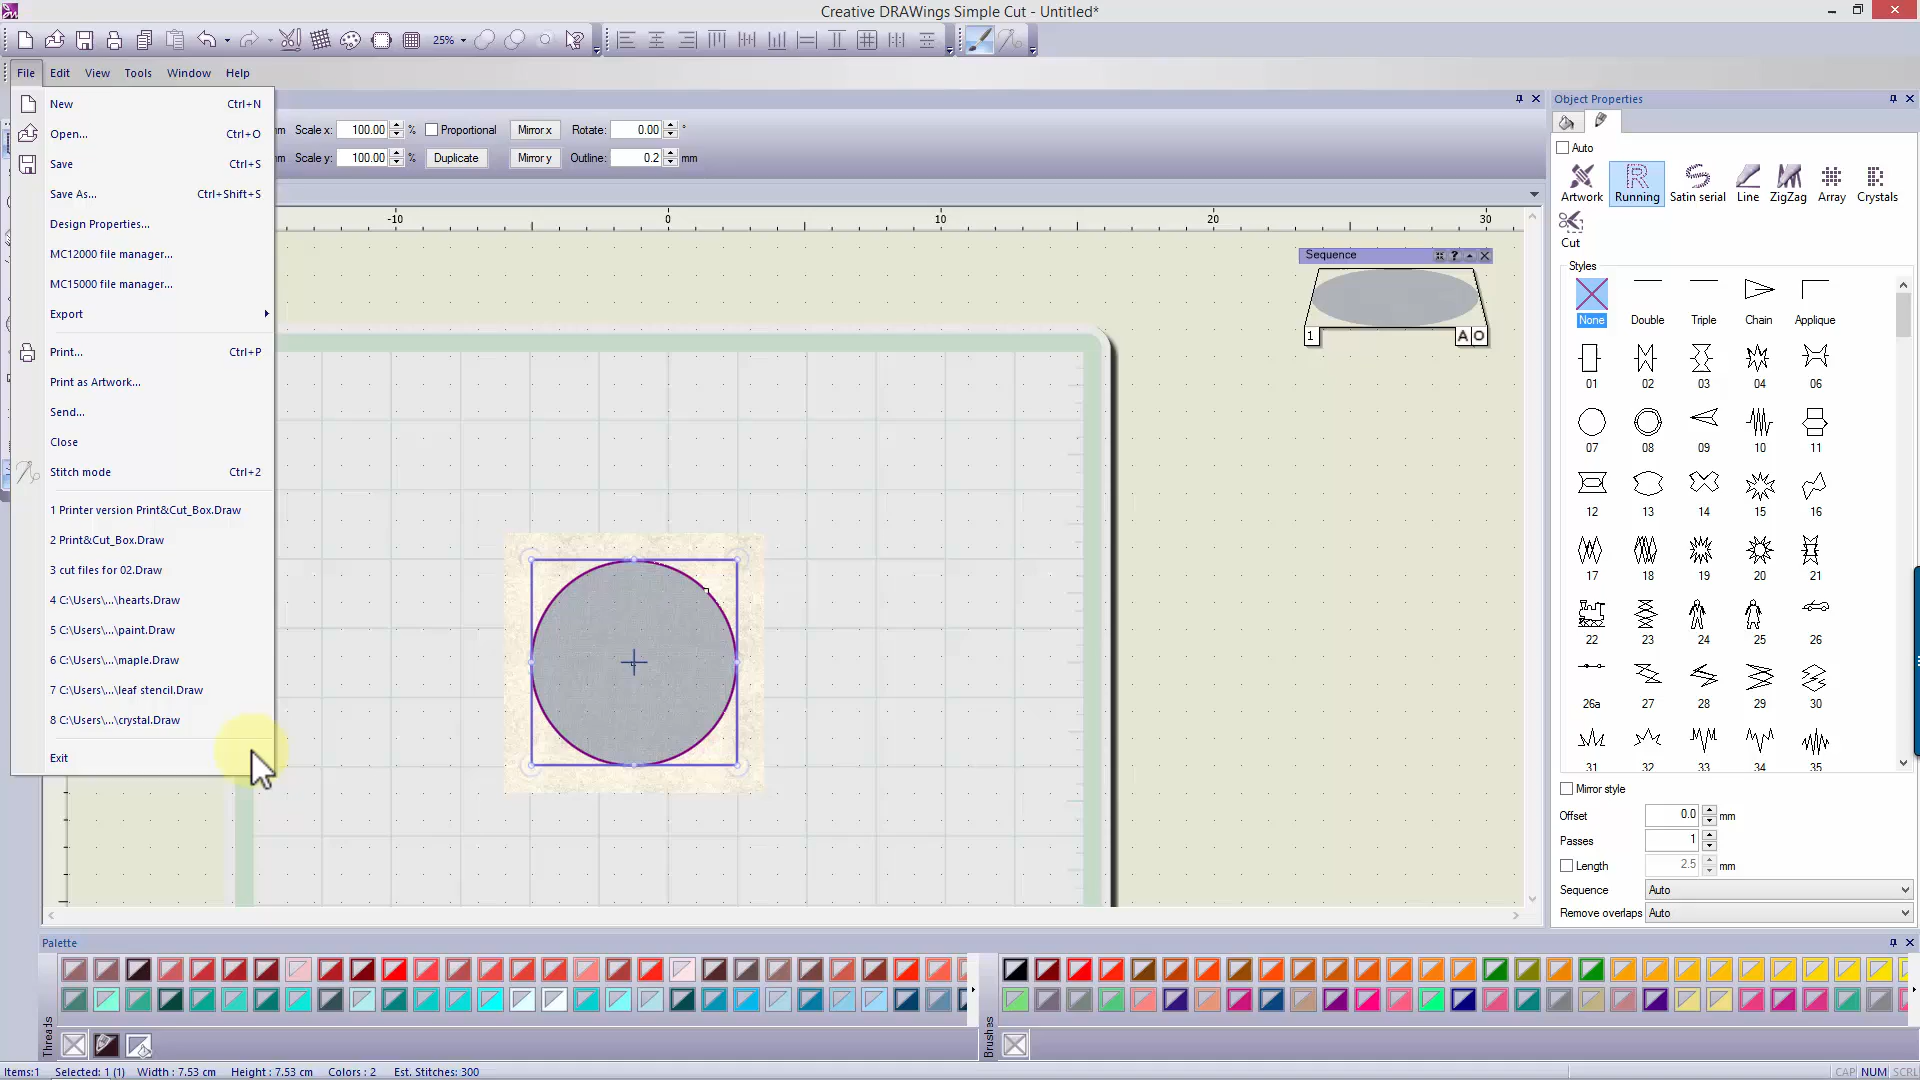 Creative DRAWings Simple Cut - Untitled*
25%
File Edit View Tools Window Help
New Ctrl+N
Open... Ctrl+O
Save Ctrl+S
Save As... Ctrl+Shift+S
Design Properties...
MC12000 file manager...
MC15000 file manager...
Export
Print... Ctrl+P
Print as Artwork...
Send...
Close
Stitch mode Ctrl+2
1 Printer version Print&Cut_Box.Draw
2 Print&Cut_Box.Draw
3 cut files for 02.Draw
4 C:\Users\...\hearts.Draw
5 C:\Users\...\paint.Draw
6 C:\Users\...\maple.Draw
7 C:\Users\...\leaf stencil.Draw
8 C:\Users\...\crystal.Draw
Exit
Scale x: 100.00 % Proportional Mirror x Rotate: 0.00 °
Scale y: 100.00 % Duplicate Mirror y Outline: 0.2 mm
-10 0 10 20 30
Sequence
1 A O
Object Properties
Auto
Artwork Running Satin serial Line ZigZag Array Crystals
Cut
Styles
None Double Triple Chain Applique
01 02 03 04 06
07 08 09 10 11
12 13 14 15 16
17 18 19 20 21
22 23 24 25 26
26a 27 28 29 30
31 32 33 34 35
Mirror style
Offset 0.0 mm
Passes 1
Length 2.5 mm
Sequence Auto
Remove overlaps Auto
Palette
Threads
Brushes
Items:1 Selected: 1 (1) Width : 7.53 cm Height : 7.53 cm Colors : 2 Est. Stitches: 300
CAP NUM SCRL